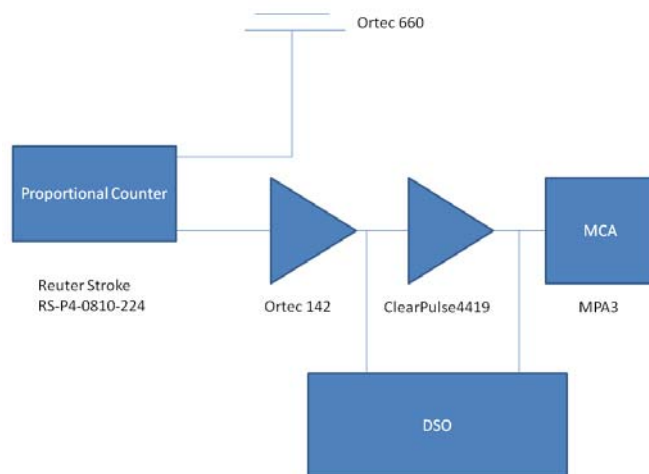 Ortec 660
Proportional Counter
MCA
Reuter Stroke
RS-P4-0810-224
Ortec 142
ClearPulse4419
MPA3
DSO